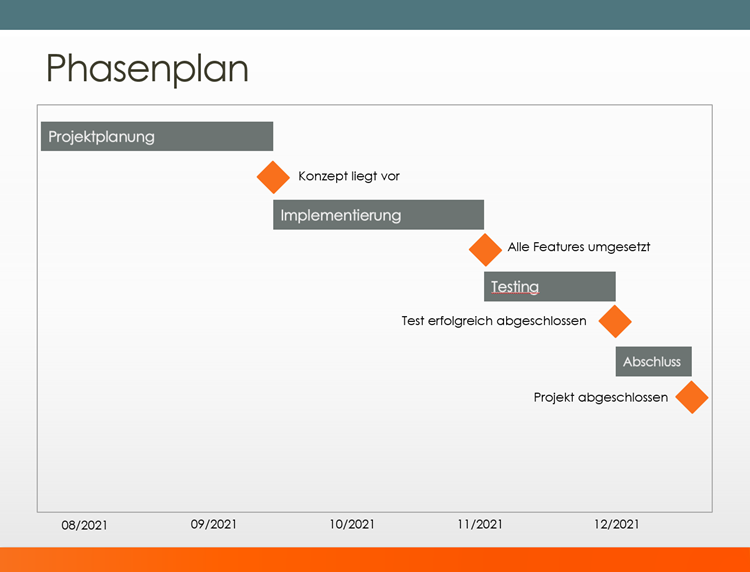 Phasenplan
Projektplanung
Konzept liegt vor
Implementierung
Alle Features umgesetzt
Testing
Test erfolgreich abgeschlossen
Abschluss
Projekt abgeschlossen
08/2021 09/2021 10/2021 11/2021 12/2021